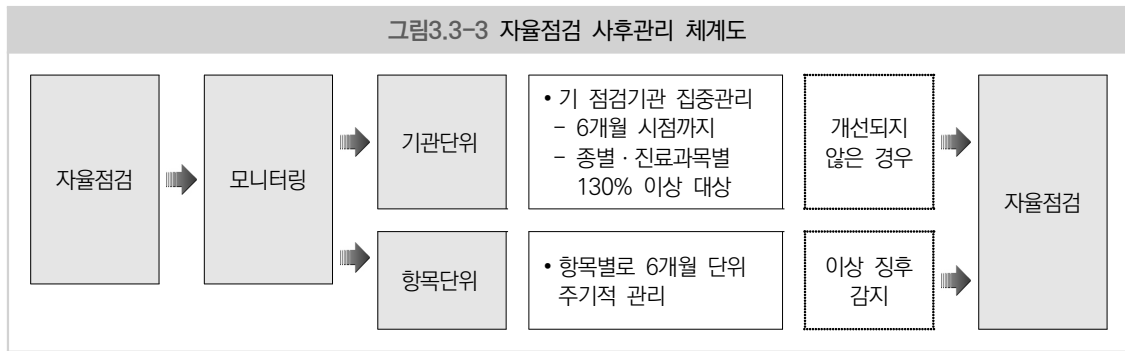 그림3.3-3 자율점검 사후관리 체계도
자율점검
모니터링
기관단위
• 기 점검기관 집중관리
- 6개월 시점까지
- 종별·진료과목별
130% 이상 대상
개선되지
않은 경우
항목단위
• 항목별로 6개월 단위
주기적 관리
이상 징후
감지
자율점검